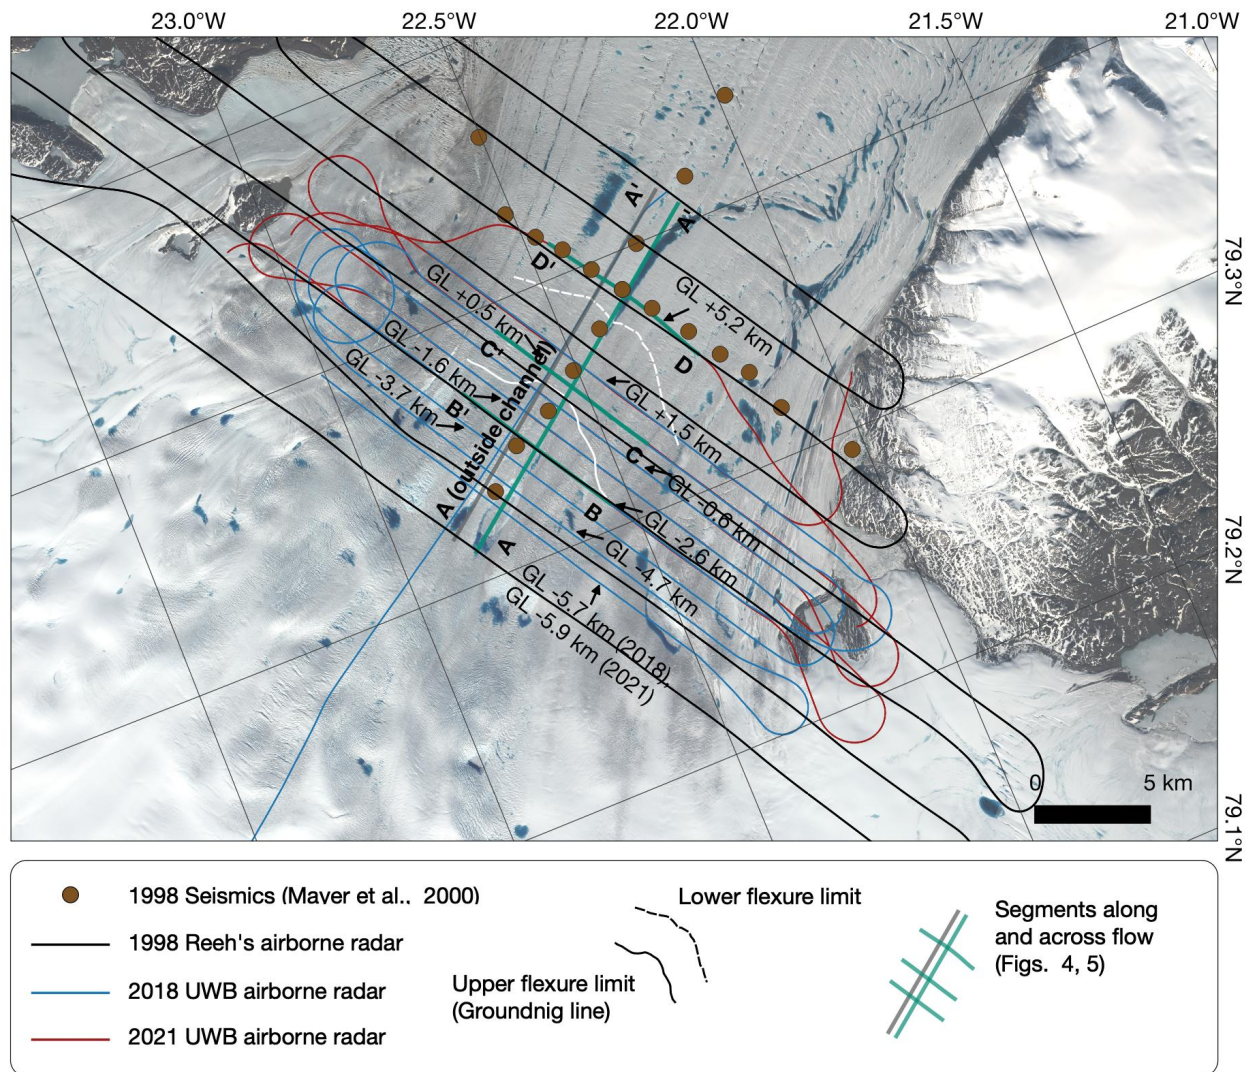 23.0°W
22.5°W
22.0°W
21.5°W
21.0°W
79.3°N
79.2°N
79.1°N
A'
A'
D'
GL +0.5 km
GL +5.2 km
C'
GL -1.6 km
D
GL -3.7 km
GL +1.5 km
B'
A (outside channel)
C
GL -0.6 km
B
GL -2.6 km
A
GL -4.7 km
GL -5.7 km (2018),
GL -5.9 km (2021)
0 5 km
1998 Seismics (Mayer et al., 2000)
1998 Reeh's airborne radar
2018 UWB airborne radar
2021 UWB airborne radar
Lower flexure limit
Upper flexure limit
(Groundnig line)
Segments along
and across flow
(Figs. 4, 5)